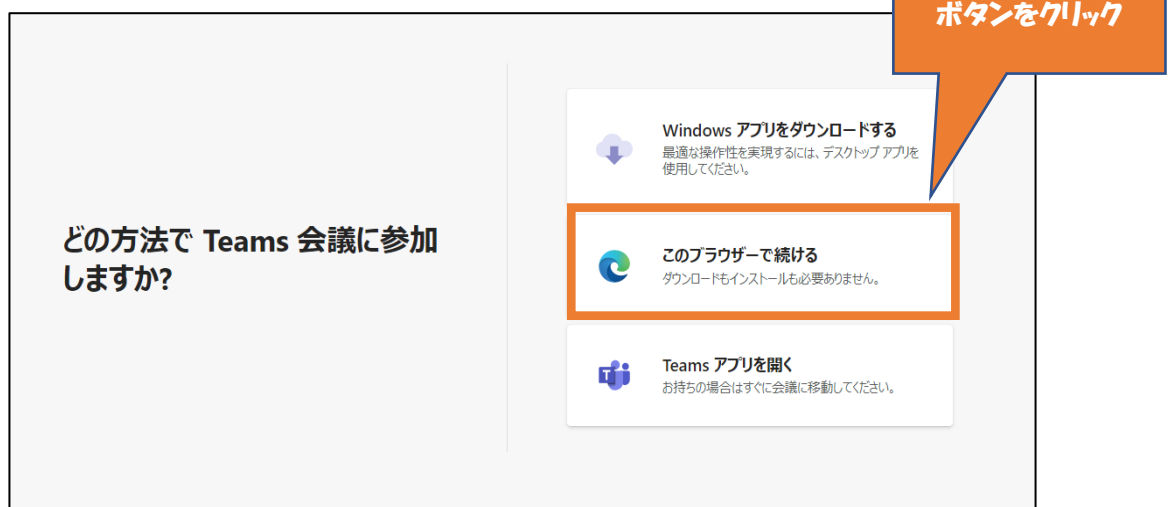 ボタンをクリック
Windows アプリをダウンロードする
最適な操作性を実現するには、デスクトップ アプリを
使用してください。
どの方法で Teams 会議に参加
しますか?
このブラウザーで続ける
ダウンロードもインストールも必要ありません。
Teams アプリを開く
お持ちの場合はすぐに会議に移動してください。